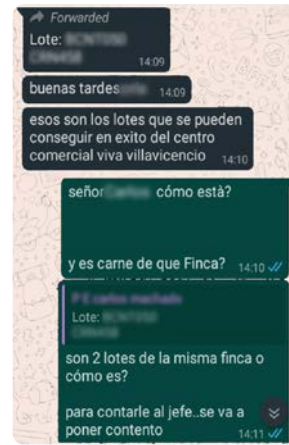 Forwarded
Lote:
14:09
buenas tardes
14:09
esos son los lotes que se pueden
conseguir en exito del centro
comercial viva villavicencio
14:10
señor cómo està?
y es carne de que Finca?
14:10
Lote:
son 2 lotes de la misma finca o
cómo es?
para contarle al jefe..se va a
poner contento
14:11